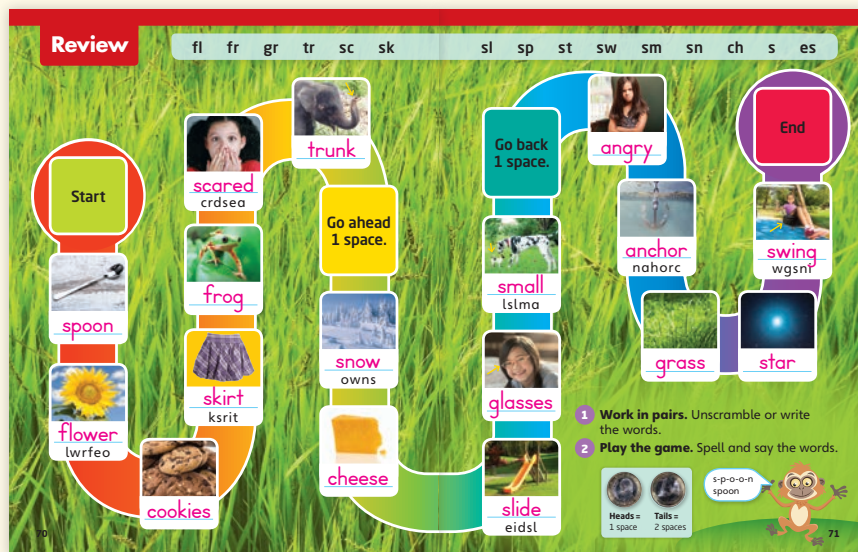 Review
fl fr gr tr sc sk
sl sp st sw sm sn ch s es
Start
spoon
flower
lwrfeo
cookies
skirt
ksrit
frog
scared
crdsea
trunk
Go ahead
1 space.
snow
owns
cheese
slide
eidsl
glasses
small
lslma
Go back
1 space.
angry
anchor
nahorc
grass
star
swing
wgsni
End
1 Work in pairs. Unscramble or write
the words.
2 Play the game. Spell and say the words.
Heads =
1 space
Tails =
2 spaces
s-p-o-o-n
spoon
70
71